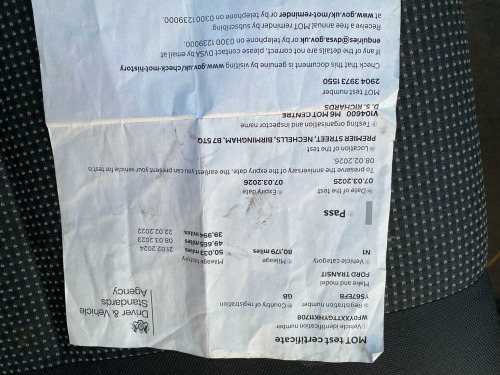 MOT test certificate
Driver & Vehicle
Standards
Agency
Vehicle identification number
WF0YXXTTGYHK11708
Registration number
YS67EFB
Country of registration
GB
Make and model
FORD TRANSIT
Vehicle category
N1
Mileage
80,179 miles
Mileage history
50,033 miles 21.02.2024
49,565 miles 08.03.2023
39,994 miles 22.02.2022
Pass
Date of the test
07.03.2025
Expiry date
07.03.2026
To preserve the anniversary of the expiry date, the earliest you can present your vehicle for test is
08.02.2026.
Location of the test
PREMIER STREET, NECHELLS, BIRMINGHAM, B7 5TQ
Testing organisation and inspector name
V104600 M6 MOT CENTRE
D. S. RICHARDS
MOT test number
2904 3973 1550
Check that this document is genuine by visiting www.gov.uk/check-mot-history
If any of the details are not correct, please contact DVSA by email at
enquiries@dvsa.gov.uk or by telephone on 0300 1239000.
Receive a free annual MOT reminder by subscribing
at www.gov.uk/mot-reminder or by telephone on 0300 1239000.